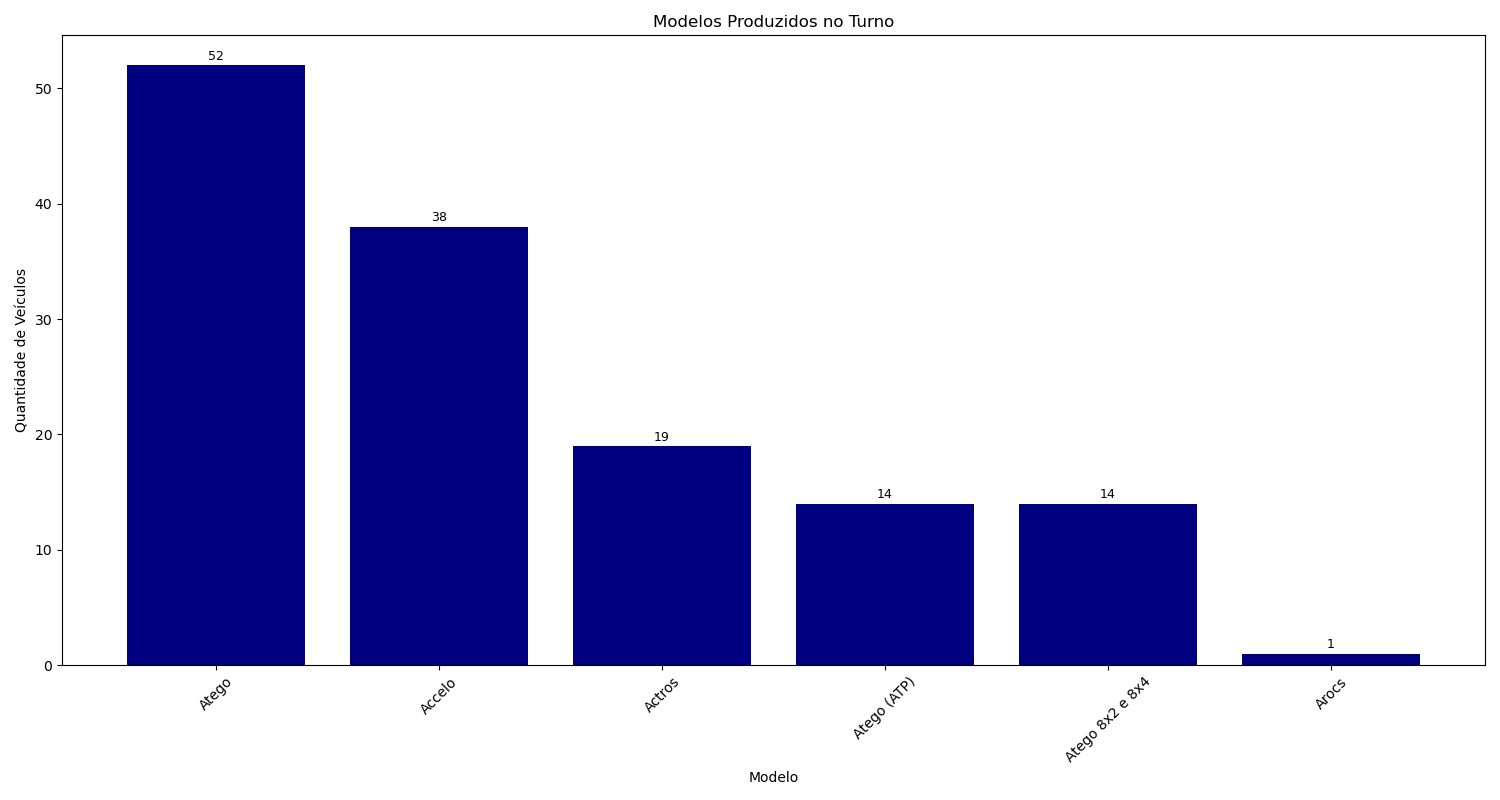 Modelos Produzidos no Turno
Quantidade de Veículos
50
40
30
20
10
0
52
38
19
14
14
1
Atego
Accelo
Actros
Atego (ATP)
Atego 8x2 e 8x4
Arocs
Modelo